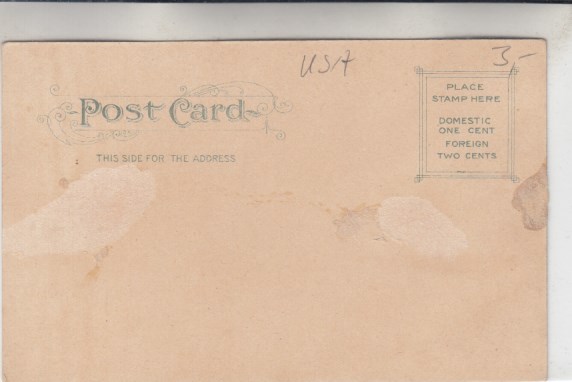 USA
3,-
Post Card
THIS SIDE FOR THE ADDRESS
PLACE
STAMP HERE
DOMESTIC
ONE CENT
FOREIGN
TWO CENTS